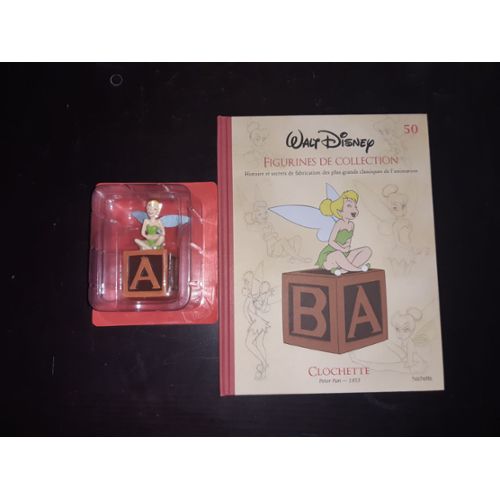 A
50
WALT DISNEY
FIGURINES DE COLLECTION
Histoire et secrets de fabrication des plus grands classiques de l'animation
B A
CLOCHETTE
Peter Pan — 1953
hachette